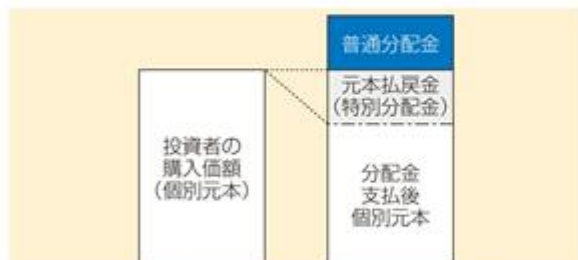 普通分配金
元本払戻金
(特別分配金)
投資者の
購入価額
(個別元本)
分配金
支払後
個別元本